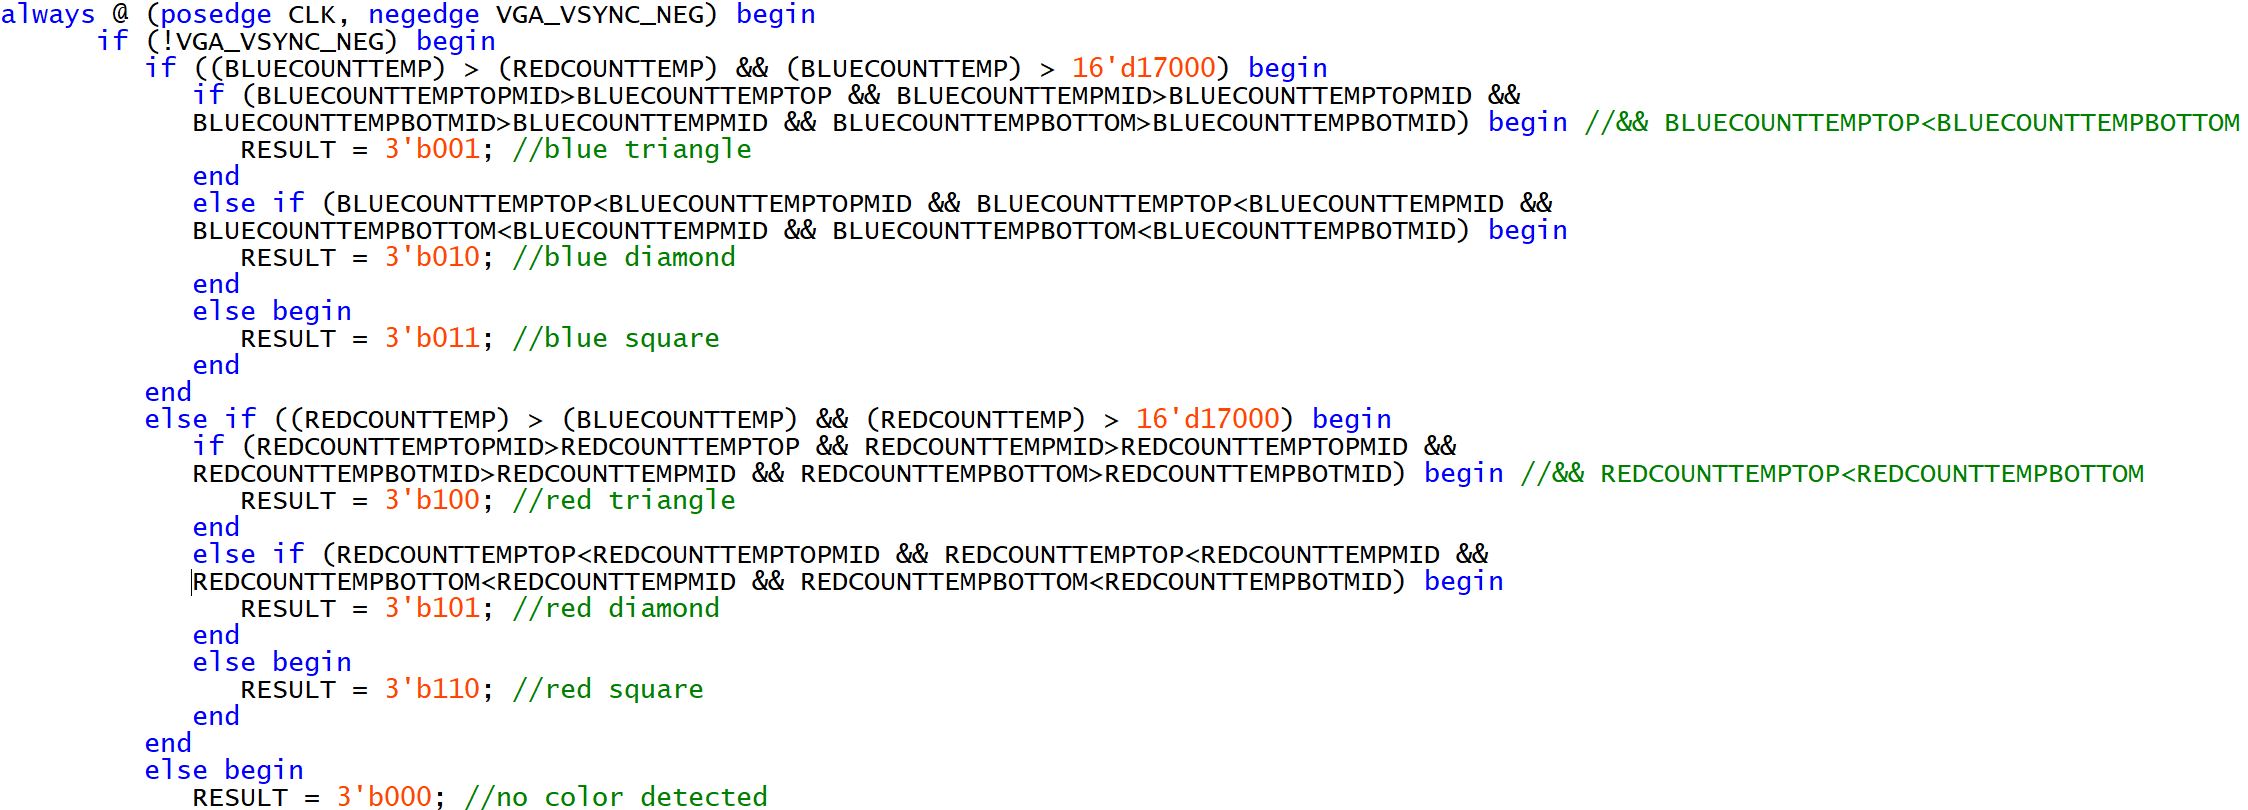 always @ (posedge CLK, negedge VGA_VSYNC_NEG) begin
if (!VGA_VSYNC_NEG) begin
if ((BLUECOUNTTEMP) > (REDCOUNTTEMP) && (BLUECOUNTTEMP) > 16'd17000) begin
if (BLUECOUNTTEMPTOPMID>BLUECOUNTTEMPTOP && BLUECOUNTTEMPMID>BLUECOUNTTEMPTOPMID &&
BLUECOUNTTEMPBOTMID>BLUECOUNTTEMPMID && BLUECOUNTTEMPBOTTOM>BLUECOUNTTEMPBOTMID) begin //&& BLUECOUNTTEMPTOP<BLUECOUNTTEMPBOTTOM
RESULT = 3'b001; //blue triangle
end
else if (BLUECOUNTTEMPTOP<BLUECOUNTTEMPTOPMID && BLUECOUNTTEMPTOP<BLUECOUNTTEMPMID &&
BLUECOUNTTEMPBOTTOM<BLUECOUNTTEMPMID && BLUECOUNTTEMPBOTTOM<BLUECOUNTTEMPBOTMID) begin
RESULT = 3'b010; //blue diamond
end
else begin
RESULT = 3'b011; //blue square
end
end
else if ((REDCOUNTTEMP) > (BLUECOUNTTEMP) && (REDCOUNTTEMP) > 16'd17000) begin
if (REDCOUNTTEMPTOPMID>REDCOUNTTEMPTOP && REDCOUNTTEMPMID>REDCOUNTTEMPTOPMID &&
REDCOUNTTEMPBOTMID>REDCOUNTTEMPMID && REDCOUNTTEMPBOTTOM>REDCOUNTTEMPBOTMID) begin //&& REDCOUNTTEMPTOP<REDCOUNTTEMPBOTTOM
RESULT = 3'b100; //red triangle
end
else if (REDCOUNTTEMPTOP<REDCOUNTTEMPTOPMID && REDCOUNTTEMPTOP<REDCOUNTTEMPMID &&
REDCOUNTTEMPBOTTOM<REDCOUNTTEMPMID && REDCOUNTTEMPBOTTOM<REDCOUNTTEMPBOTMID) begin
RESULT = 3'b101; //red diamond
end
else begin
RESULT = 3'b110; //red square
end
end
else begin
RESULT = 3'b000; //no color detected